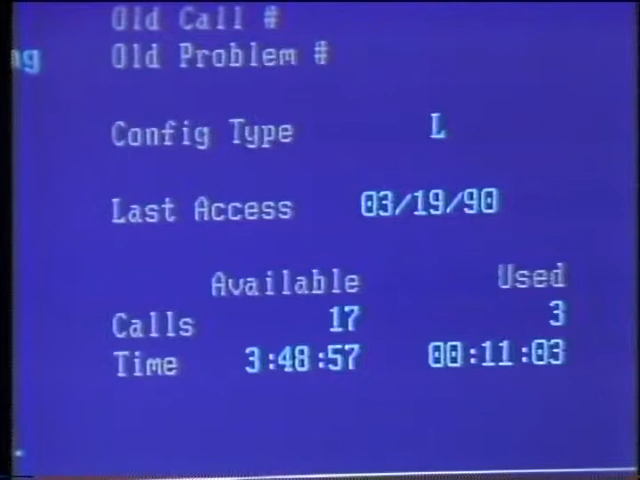 Old Call #
Old Problem #
Config Type L
Last Access 03/19/90
Available Used
Calls 17 3
Time 3:48:57 00:11:03